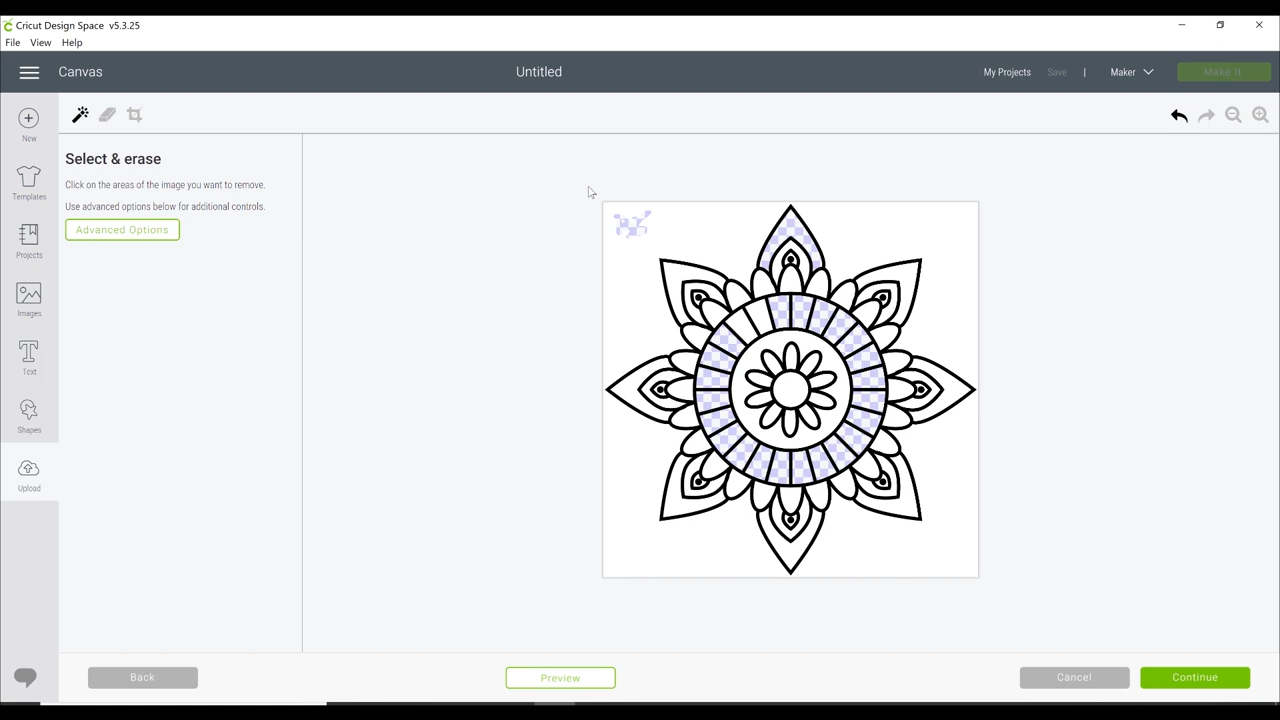 Cricut Design Space v5.3.25
File View Help
Canvas
Untitled
My Projects Save | Maker Make It
New
Templates
Projects
Images
Text
Shapes
Upload
Select & erase
Click on the areas of the image you want to remove.
Use advanced options below for additional controls.
Advanced Options
Back
Preview
Cancel
Continue